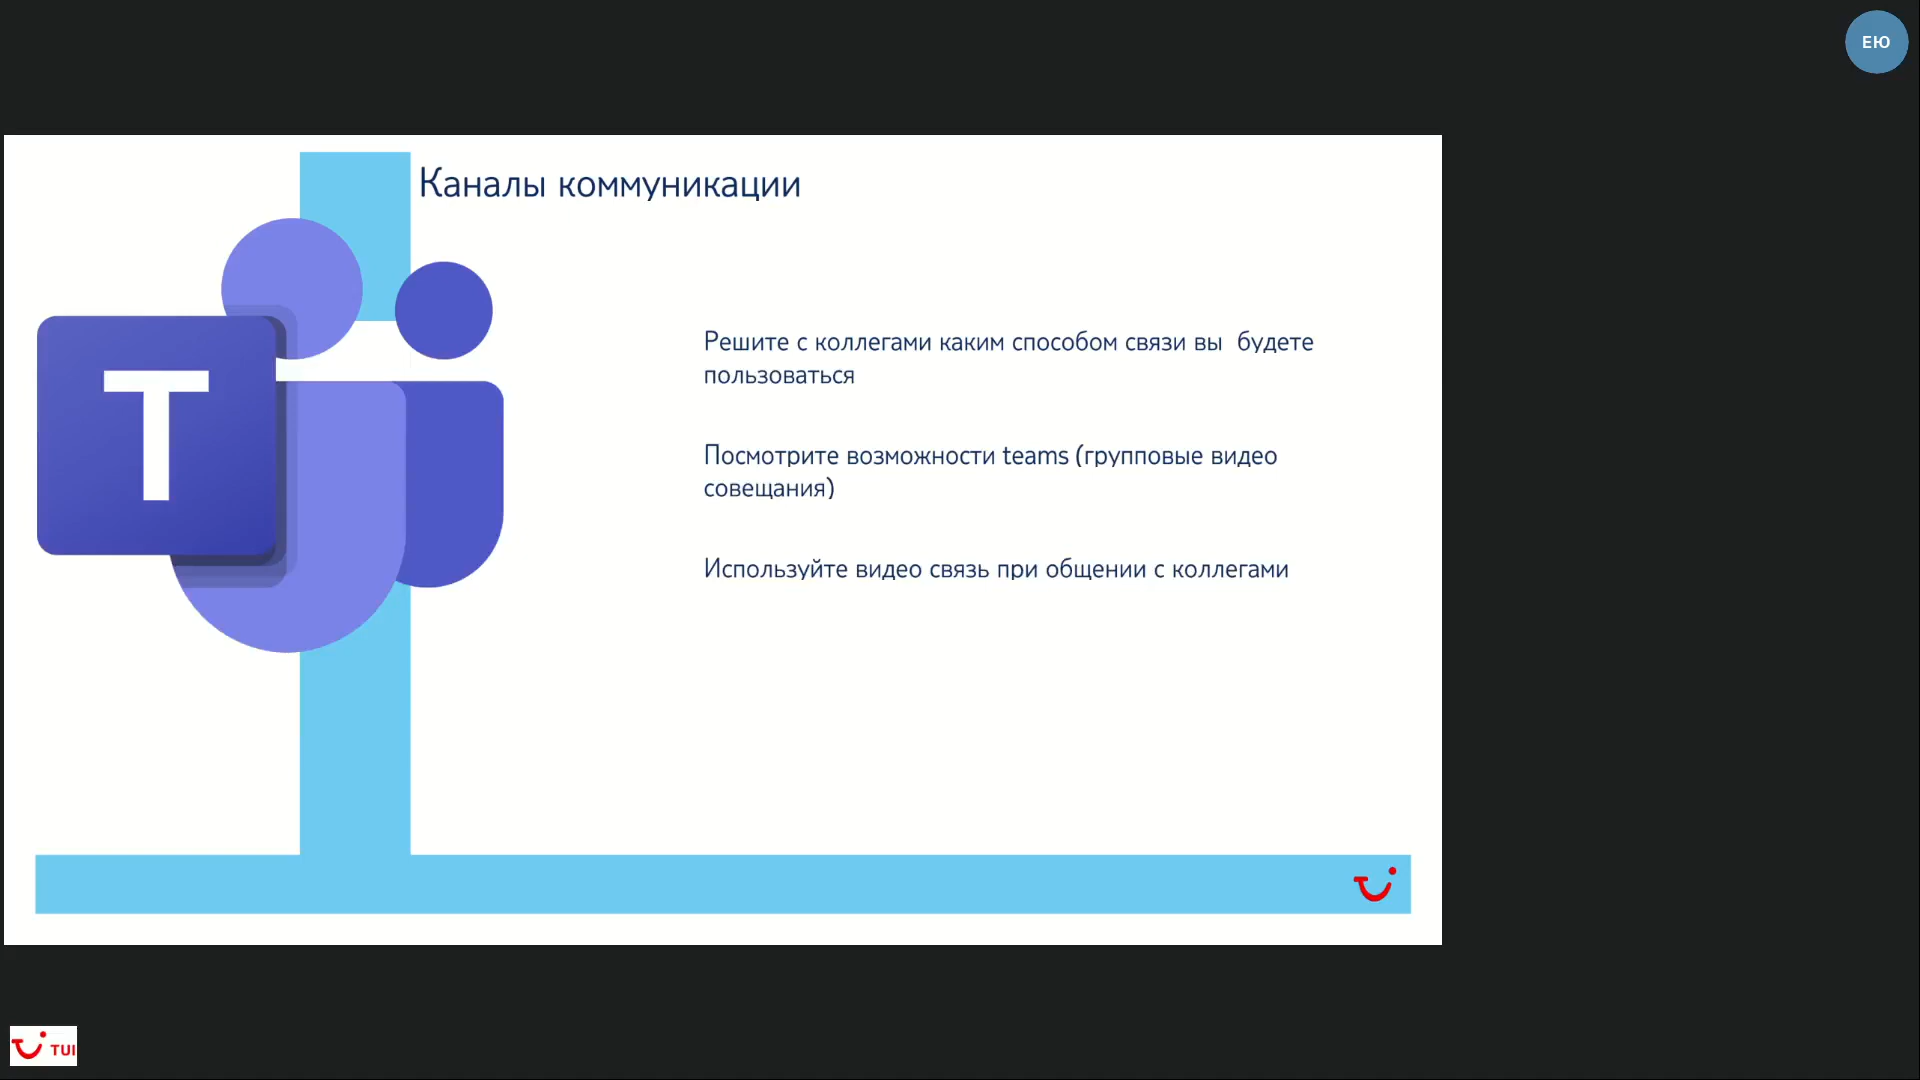 ЕЮ
Каналы коммуникации
T
Решите с коллегами каким способом связи вы  будете
пользоваться
Посмотрите возможности teams (групповые видео
совещания)
Используйте видео связь при общении с коллегами
TUI